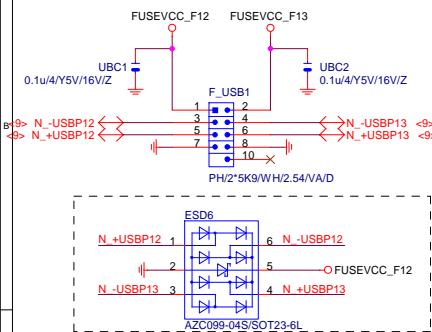 FUSEVCC_F12 FUSEVCC_F13
UBC1 UBC2
0.1u/4/Y5V/16V/Z 0.1u/4/Y5V/16V/Z
F_USB1
1 2
B <9> N_-USBP12 3 4 N_-USBP13 <9>
<9> N_+USBP12 5 6 N_+USBP13 <9>
7 8
10
PH/2*5K9/WH/2.54/VA/D
ESD6
N_+USBP12 1 6 N_-USBP12
2 5 FUSEVCC_F12
N_-USBP13 3 4 N_+USBP13
AZC099-04S/SOT23-6L